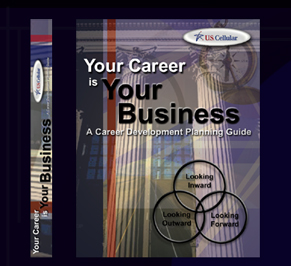 US Cellular
Your Career
is Your
Business
A Career Development Planning Guide
Looking
Inward
Looking
Outward
Looking
Forward
Your Career
is Your Business